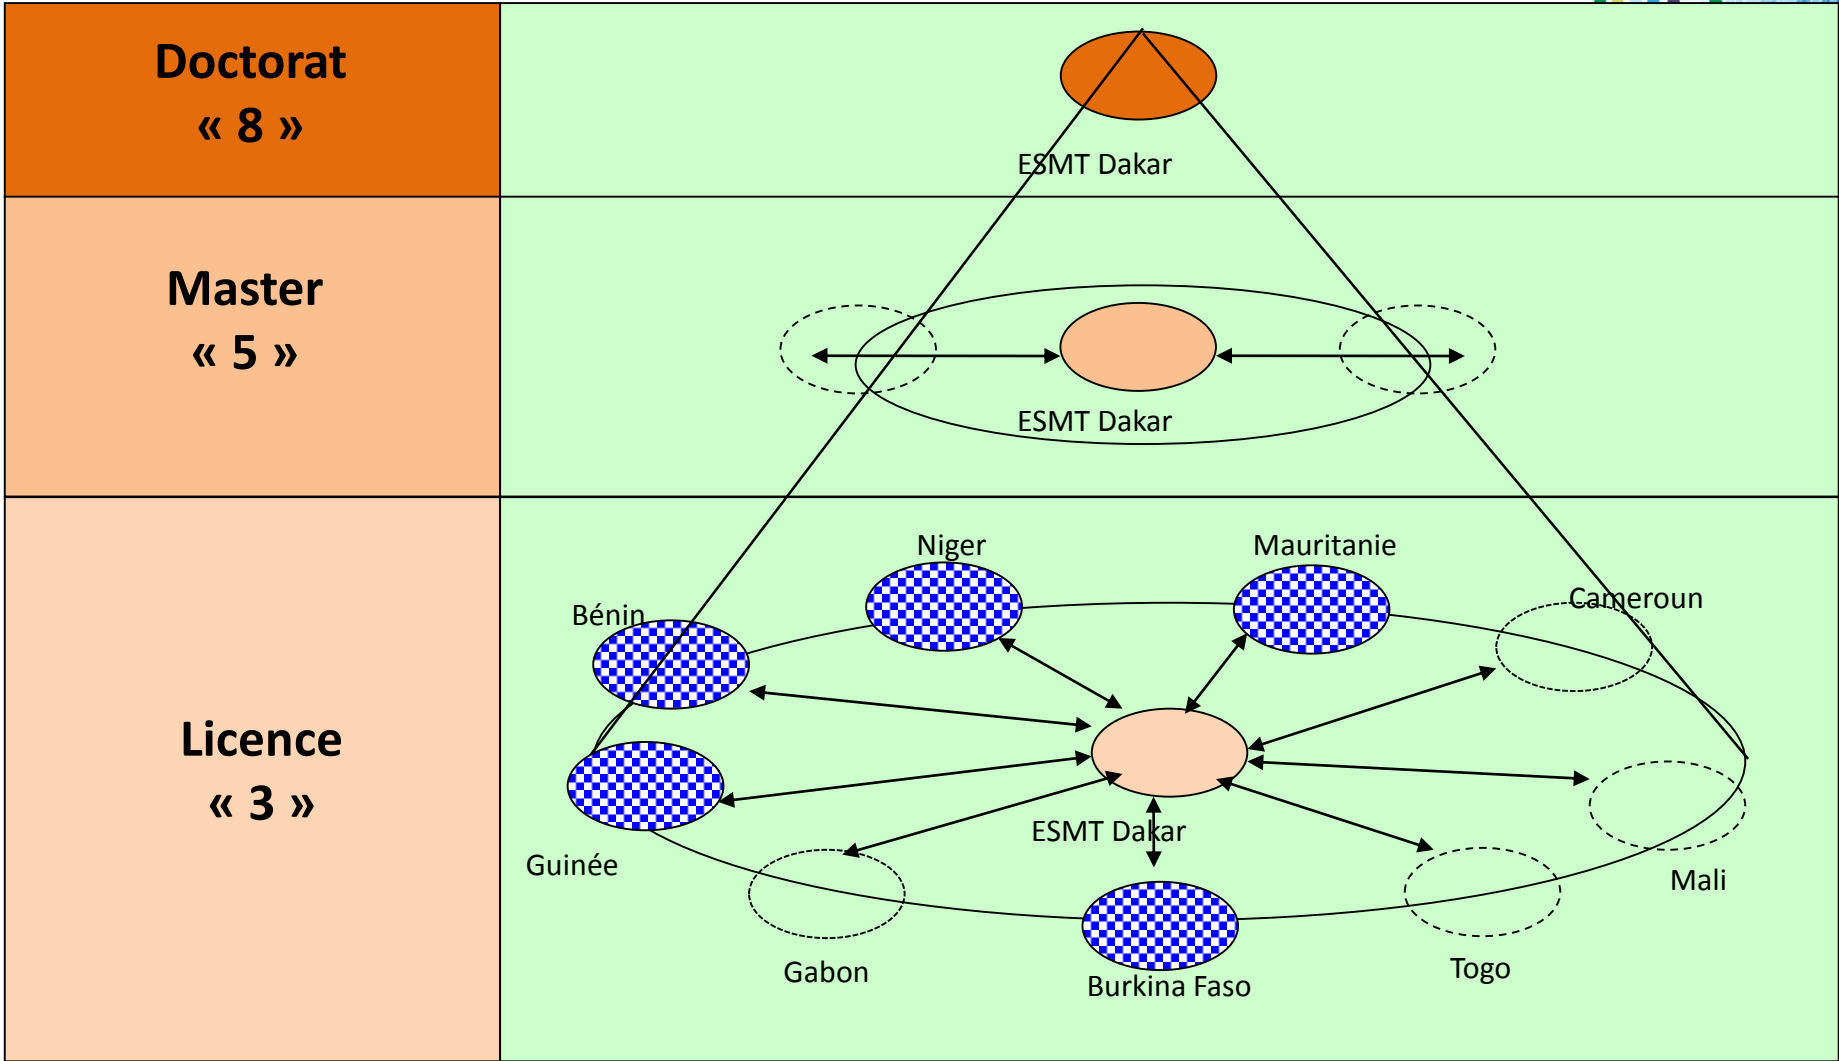 Doctorat
« 8 »
ESMT Dakar
Master
« 5 »
ESMT Dakar
Licence
« 3 »
Niger
Mauritanie
Cameroun
Bénin
ESMT Dakar
Guinée
Mali
Gabon
Togo
Burkina Faso